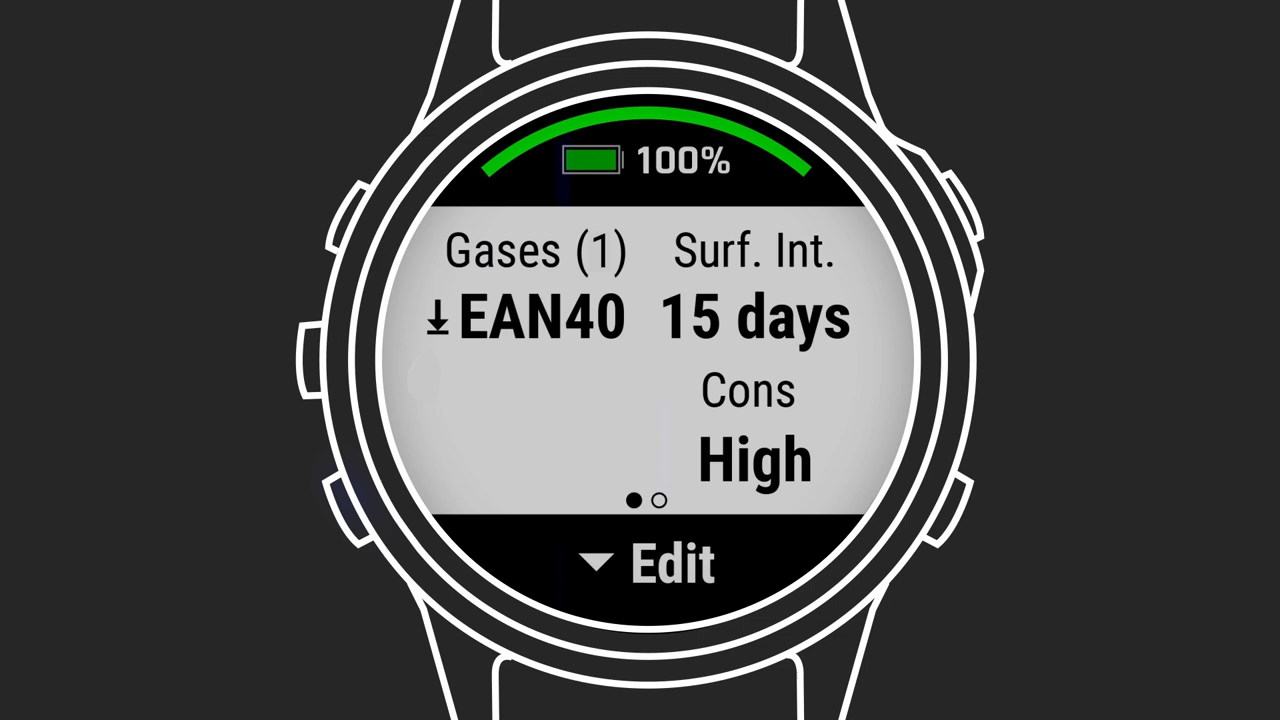 100%
Gases (1) Surf. Int.
EAN40 15 days
Cons
High
Edit